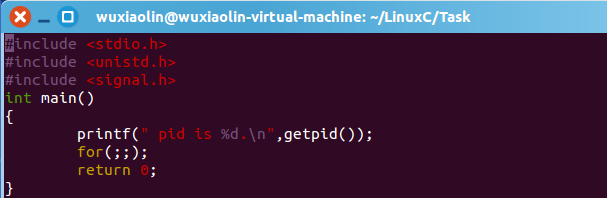 wuxiaolin@wuxiaolin-virtual-machine: ~/LinuxC/Task
#include <stdio.h>
#include <unistd.h>
#include <signal.h>
int main()
{
        printf(" pid is %d.\n",getpid());
        for(;;);
        return 0;
}